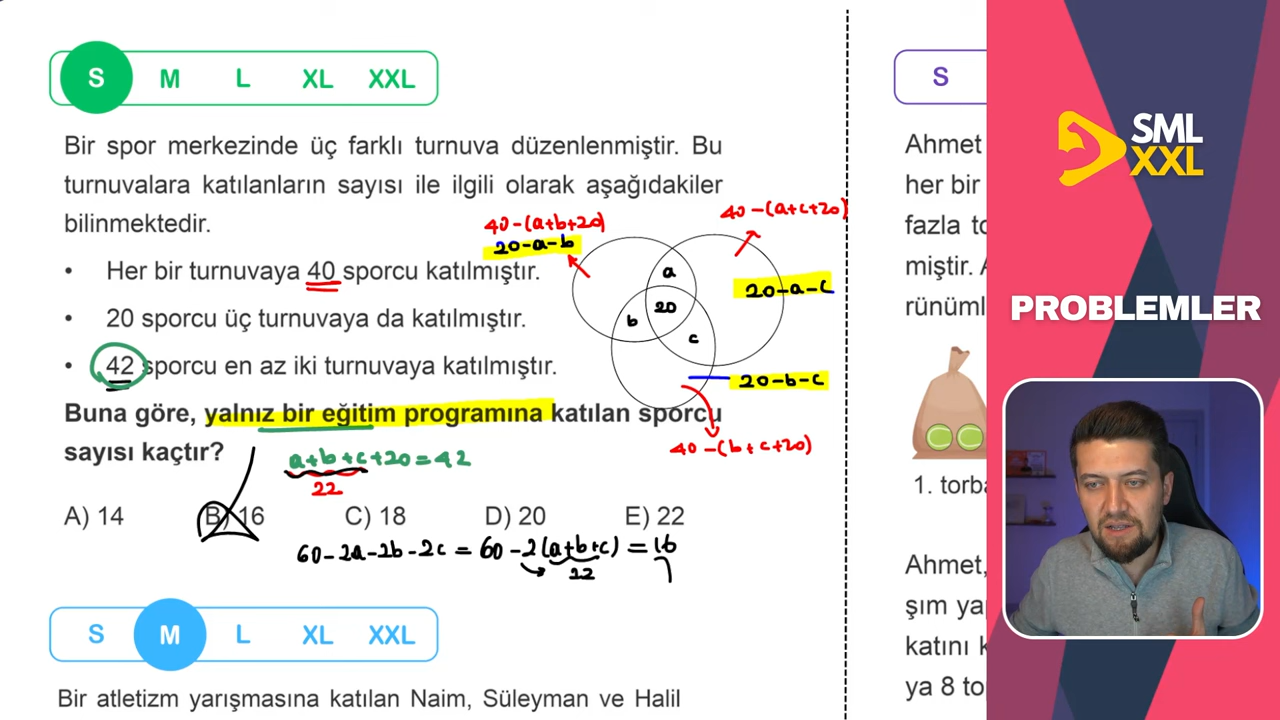 S M L XL XXL
Bir spor merkezinde üç farklı turnuva düzenlenmiştir. Bu
turnuvalara katılanların sayısı ile ilgili olarak aşağıdakiler
bilinmektedir.
• Her bir turnuvaya 40 sporcu katılmıştır.
• 20 sporcu üç turnuvaya da katılmıştır.
• 42 sporcu en az iki turnuvaya katılmıştır.
Buna göre, yalnız bir eğitim programına katılan sporcu
sayısı kaçtır?
40-(a+b+20)
20-a-b
40-(a+c+20)
a
20-a-c
20
b
c
20-b-c
40-(b+c+20)
a+b+c+20=42
22
A) 14 B) 16 C) 18 D) 20 E) 22
60-2a-2b-2c = 60-2(a+b+c) = 16
22
S M L XL XXL
Bir atletizm yarışmasına katılan Naim, Süleyman ve Halil
S
Ahmet
her bir
fazla to
miştir. A
rünüml
1. torba
Ahmet,
şım yap
katını k
ya 8 to
SML
XXL
PROBLEMLER